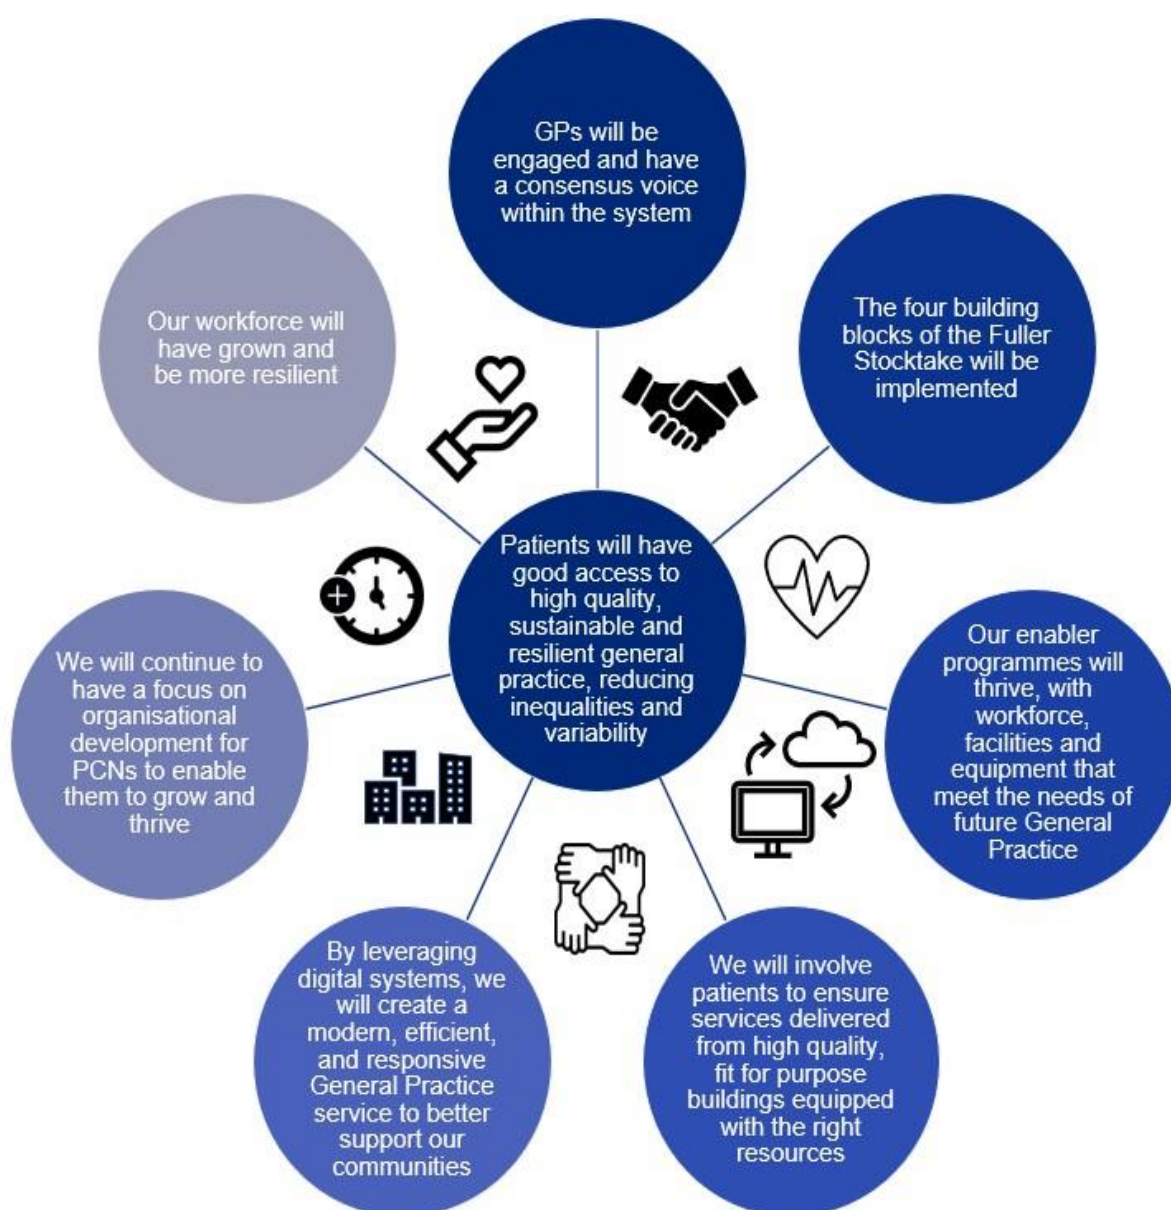 GPs will be
engaged and have
a consensus voice
within the system
The four building
blocks of the Fuller
Stocktake will be
implemented
Our enabler
programmes will
thrive, with
workforce,
facilities and
equipment that
meet the needs of
future General
Practice
We will involve
patients to ensure
services delivered
from high quality,
fit for purpose
buildings equipped
with the right
resources
By leveraging
digital systems, we
will create a
modern, efficient,
and responsive
General Practice
service to better
support our
communities
We will continue to
have a focus on
organisational
development for
PCNs to enable
them to grow and
thrive
Our workforce will
have grown and
be more resilient
Patients will have
good access to
high quality,
sustainable and
resilient general
practice, reducing
inequalities and
variability